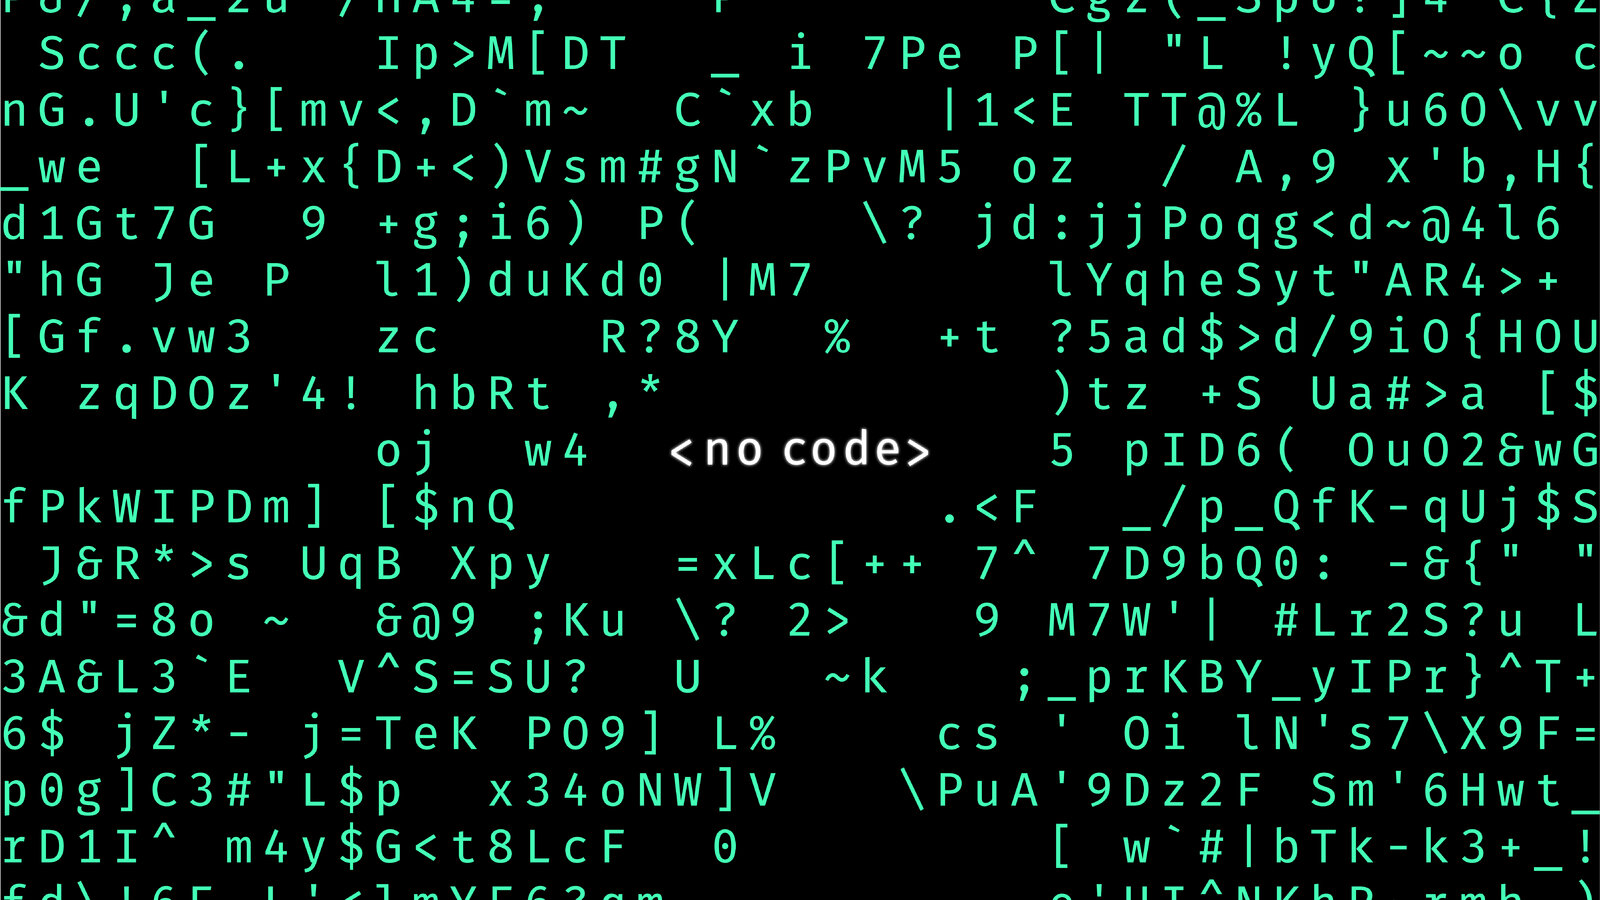 Sccc(. Ip>M[DT _ i 7Pe P[| "L !yQ[~~o c
nG.U'c}[mv<,D`m~ C`xb |1<E TT@%L }u6O\vv
_we [L+x{D+<)Vsm#gN`zPvM5 oz / A,9 x'b,H{
d1Gt7G 9 +g;i6) P( \? jd:jjPoqg<d~@4l6
"hG Je P l1)duKd0 |M7 lYqheSyt"AR4>+
[Gf.vw3 zc R?8Y % +t ?5ad$>d/9iO{HOU
K zqDOz'4! hbRt ,* )tz +S Ua#>a [$
oj w4 <no code> 5 pID6( OuO2&wG
fPkWIPDm] [$nQ .<F _/p_QfK-qUj$S
J&R*>s UqB Xpy =xLc[++ 7^ 7D9bQ0: -&{" "
&d"=8o ~ &@9 ;Ku \? 2> 9 M7W'| #Lr2S?u L
3A&L3`E V^S=SU? U ~k ;_prKBY_yIPr}^T+
6$ jZ*- j=TeK PO9] L% cs ' Oi lN's7\X9F=
p0g]C3#"L$p x34oNW]V \PuA'9Dz2F Sm'6Hwt_
rD1I^ m4y$G<t8LcF 0 [ w`#|bTk-k3+_!